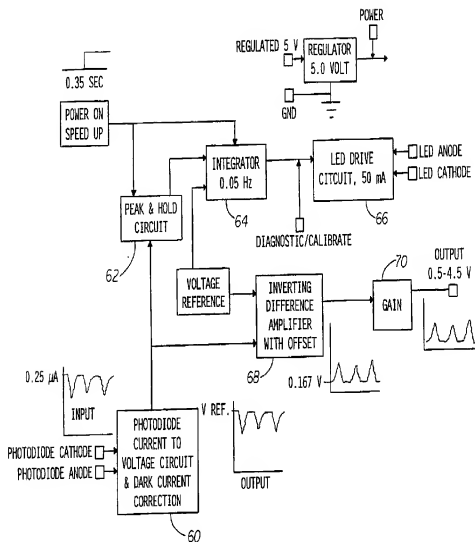 POWER
REGULATED 5 V
REGULATOR
5.0 VOLT
GND
0.35 SEC
POWER ON
SPEED UP
INTEGRATOR
0.05 Hz
64
LED DRIVE
CITCUIT, 50 mA
66
LED ANODE
LED CATHODE
PEAK & HOLD
CIRCUIT
62
DIAGNOSTIC/CALIBRATE
VOLTAGE
REFERENCE
INVERTING
DIFFERENCE
AMPLIFIER
WITH OFFSET
68
70
GAIN
OUTPUT
0.5-4.5 V
0.167 V
0.25 µA
INPUT
V REF.
OUTPUT
PHOTODIODE CATHODE
PHOTODIODE ANODE
PHOTODIODE
CURRENT TO
VOLTAGE CIRCUIT
& DARK CURRENT
CORRECTION
60